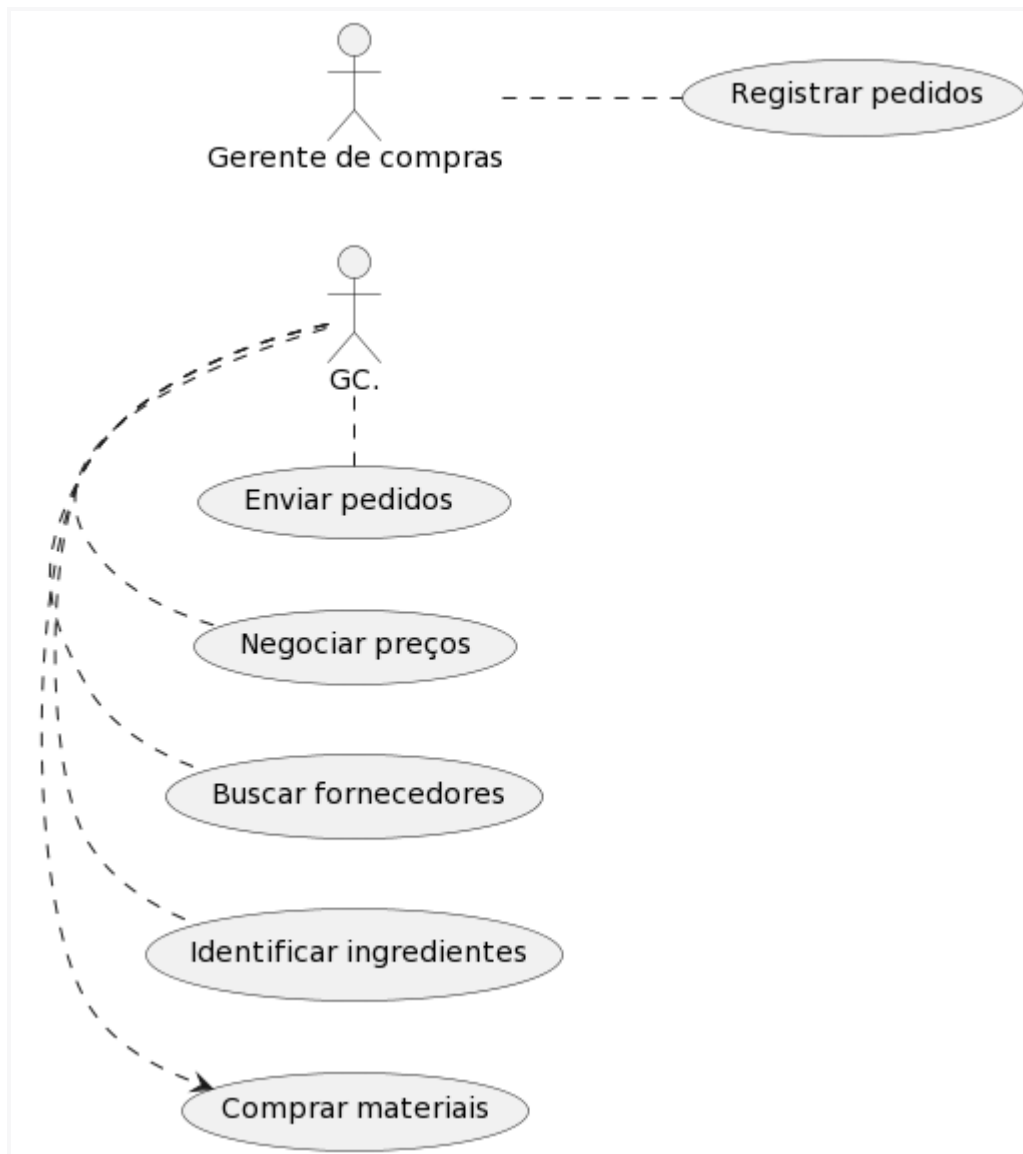 Registrar pedidos
Gerente de compras
GC.
Enviar pedidos
Negociar preços
Buscar fornecedores
Identificar ingredientes
Comprar materiais